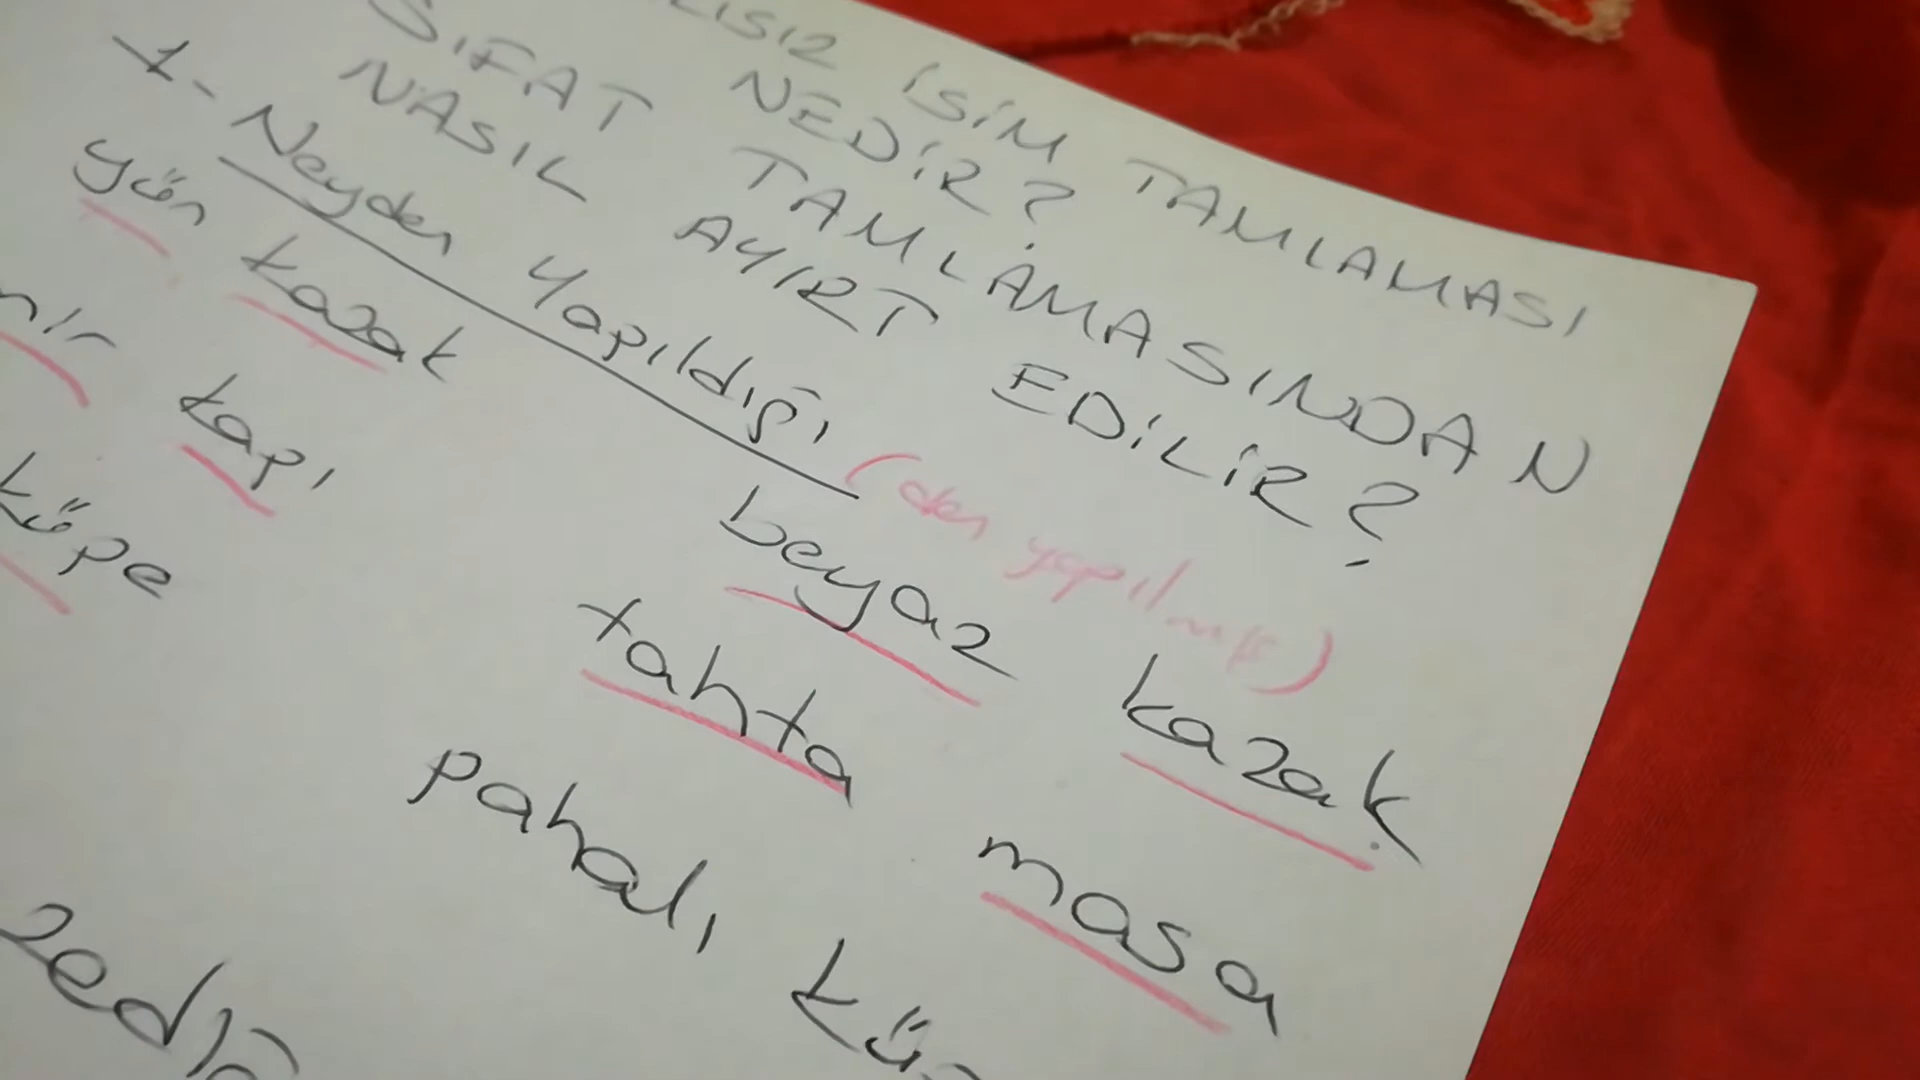 İSİM TAMLAMASI
NEDİR?
SIFAT TAMLAMASINDAN
NASIL AYIRT EDİLİR?
1- Neyden Yapıldığı (den yapılmış)
yün kazak beyaz kazak
kapı tahta masa
küpe pahalı